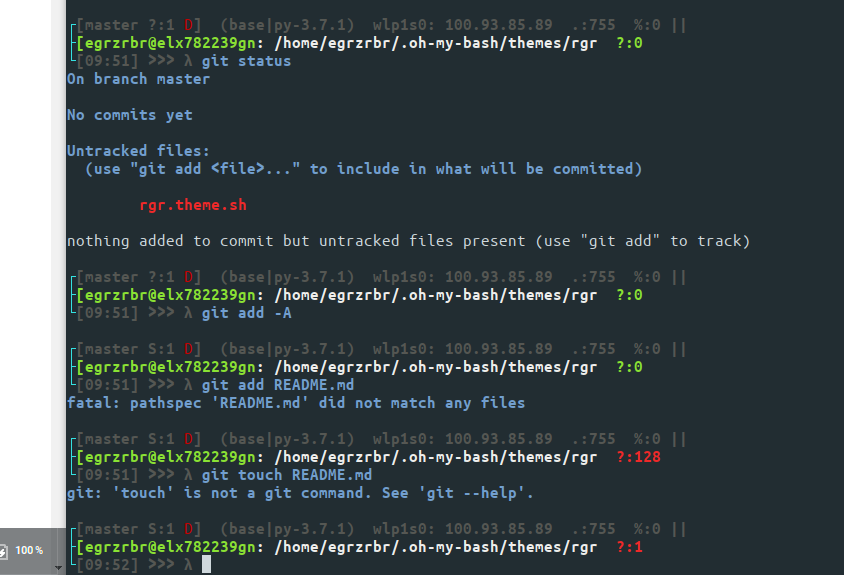 [master ?:1 D]  (base|py-3.7.1)  wlp1s0: 100.93.85.89  .:755  %:0 ||
[egrzrbr@elx782239gn: /home/egrzrbr/.oh-my-bash/themes/rgr  ?:0
[09:51] >>> λ git status
On branch master
No commits yet
Untracked files:
(use "git add <file>..." to include in what will be committed)
rgr.theme.sh
nothing added to commit but untracked files present (use "git add" to track)
[master ?:1 D]  (base|py-3.7.1)  wlp1s0: 100.93.85.89  .:755  %:0 ||
[egrzrbr@elx782239gn: /home/egrzrbr/.oh-my-bash/themes/rgr  ?:0
[09:51] >>> λ git add -A
[master S:1 D]  (base|py-3.7.1)  wlp1s0: 100.93.85.89  .:755  %:0 ||
[egrzrbr@elx782239gn: /home/egrzrbr/.oh-my-bash/themes/rgr  ?:0
[09:51] >>> λ git add README.md
fatal: pathspec 'README.md' did not match any files
[master S:1 D]  (base|py-3.7.1)  wlp1s0: 100.93.85.89  .:755  %:0 ||
[egrzrbr@elx782239gn: /home/egrzrbr/.oh-my-bash/themes/rgr  ?:128
[09:51] >>> λ git touch README.md
git: 'touch' is not a git command. See 'git --help'.
[master S:1 D]  (base|py-3.7.1)  wlp1s0: 100.93.85.89  .:755  %:0 ||
[egrzrbr@elx782239gn: /home/egrzrbr/.oh-my-bash/themes/rgr  ?:1
100%
[09:52] >>> λ